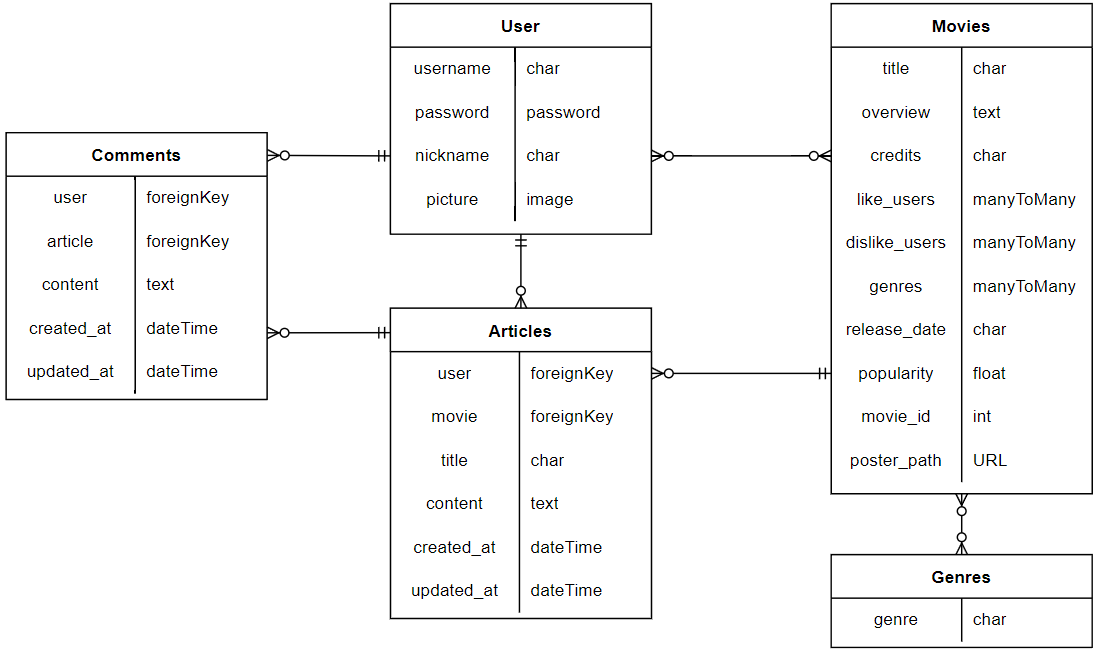 User
username char
password password
nickname char
picture image
Movies
title char
overview text
credits char
like_users manyToMany
dislike_users manyToMany
genres manyToMany
release_date char
popularity float
movie_id int
poster_path URL
Comments
user foreignKey
article foreignKey
content text
created_at dateTime
updated_at dateTime
Articles
user foreignKey
movie foreignKey
title char
content text
created_at dateTime
updated_at dateTime
Genres
genre char